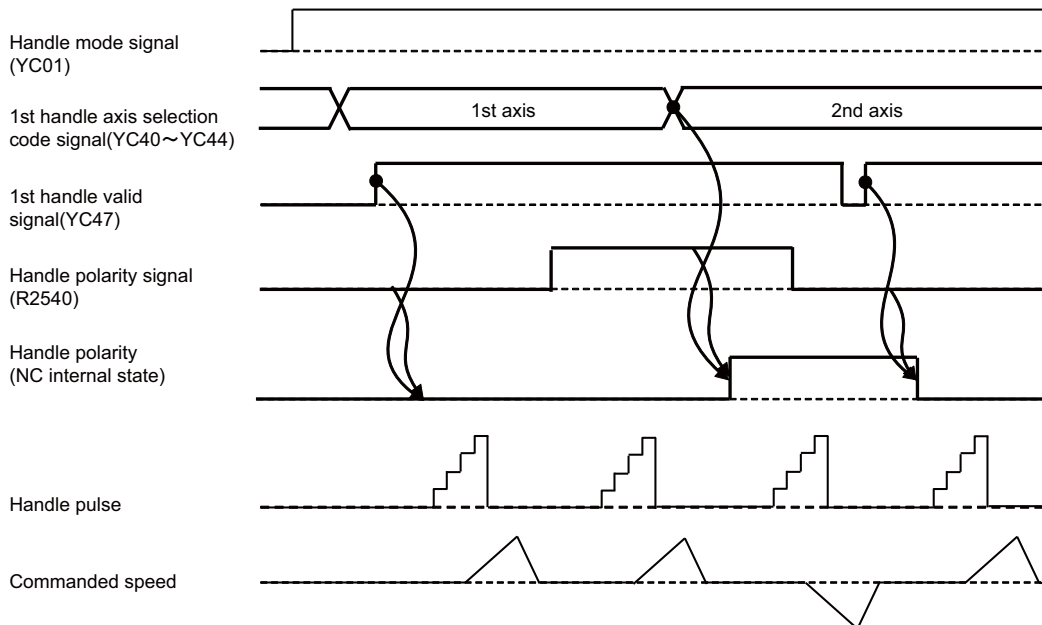 Handle mode signal
(YC01)
1st handle axis selection
code signal(YC40～YC44)
1st axis
2nd axis
1st handle valid
signal(YC47)
Handle polarity signal
(R2540)
Handle polarity
(NC internal state)
Handle pulse
Commanded speed